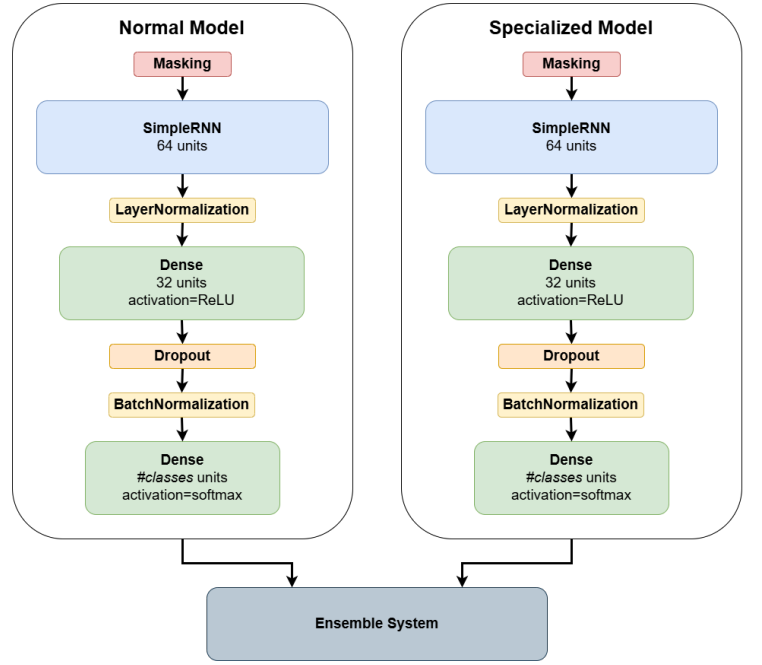 Normal Model
Masking
SimpleRNN
64 units
LayerNormalization
Dense
32 units
activation=ReLU
Dropout
BatchNormalization
Dense
#classes units
activation=softmax
Specialized Model
Masking
SimpleRNN
64 units
LayerNormalization
Dense
32 units
activation=ReLU
Dropout
BatchNormalization
Dense
#classes units
activation=softmax
Ensemble System